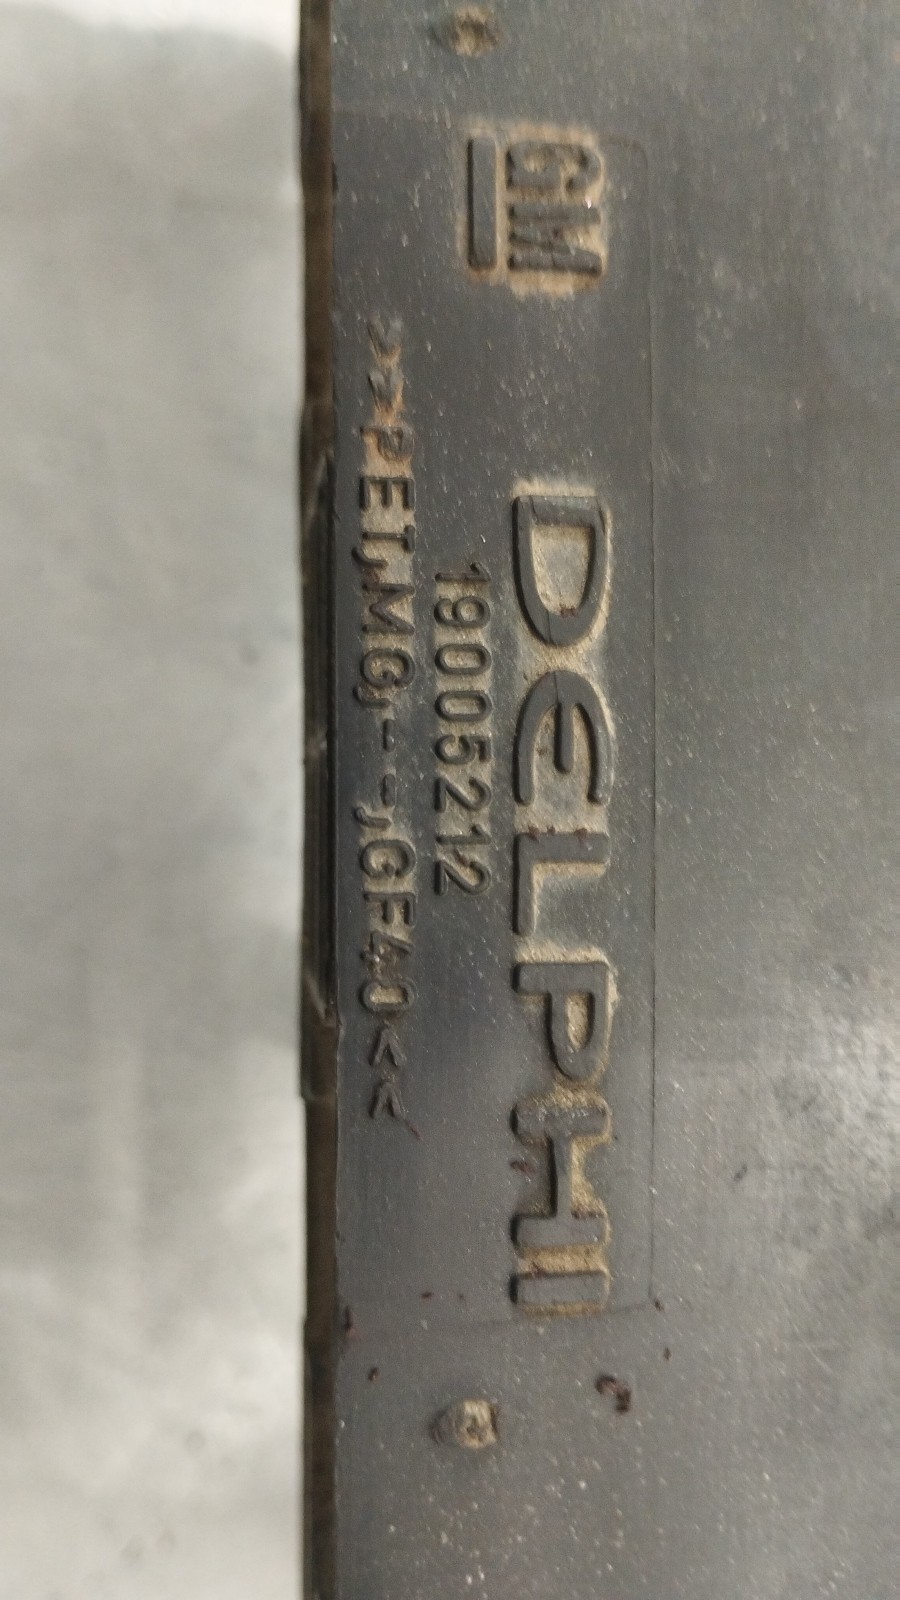 GM
DELPHI
19005212
>>PET,MG,--,GF40<<